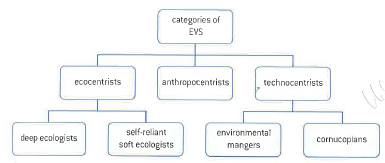 categories of
EVS
ecocentrists
anthropocentrists
technocentrists
deep ecologists
self-reliant
soft ecologists
environmental
mangers
cornucopians